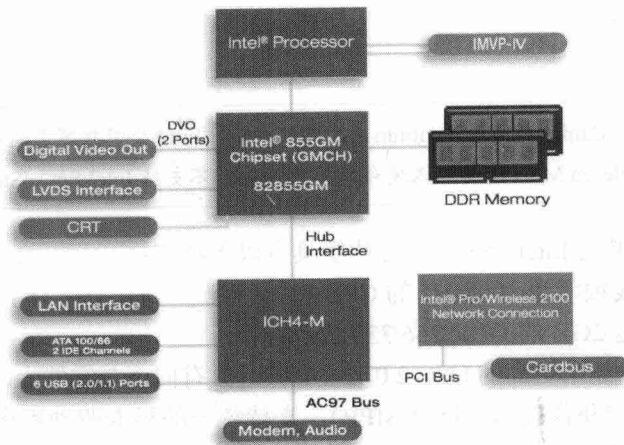 Intel® Processor
IMVP-IV
DVO
(2 Ports)
Digital Video Out
LVDS Interface
CRT
Intel® 855GM
Chipset (GMCH)
82855GM
DDR Memory
Hub
Interface
LAN Interface
ATA 100/66
2 IDE Channels
6 USB (2.0/1.1) Ports
ICH4-M
Intel® Pro/Wireless 2100
Network Connection
PCI Bus
Cardbus
AC97 Bus
Modem, Audio